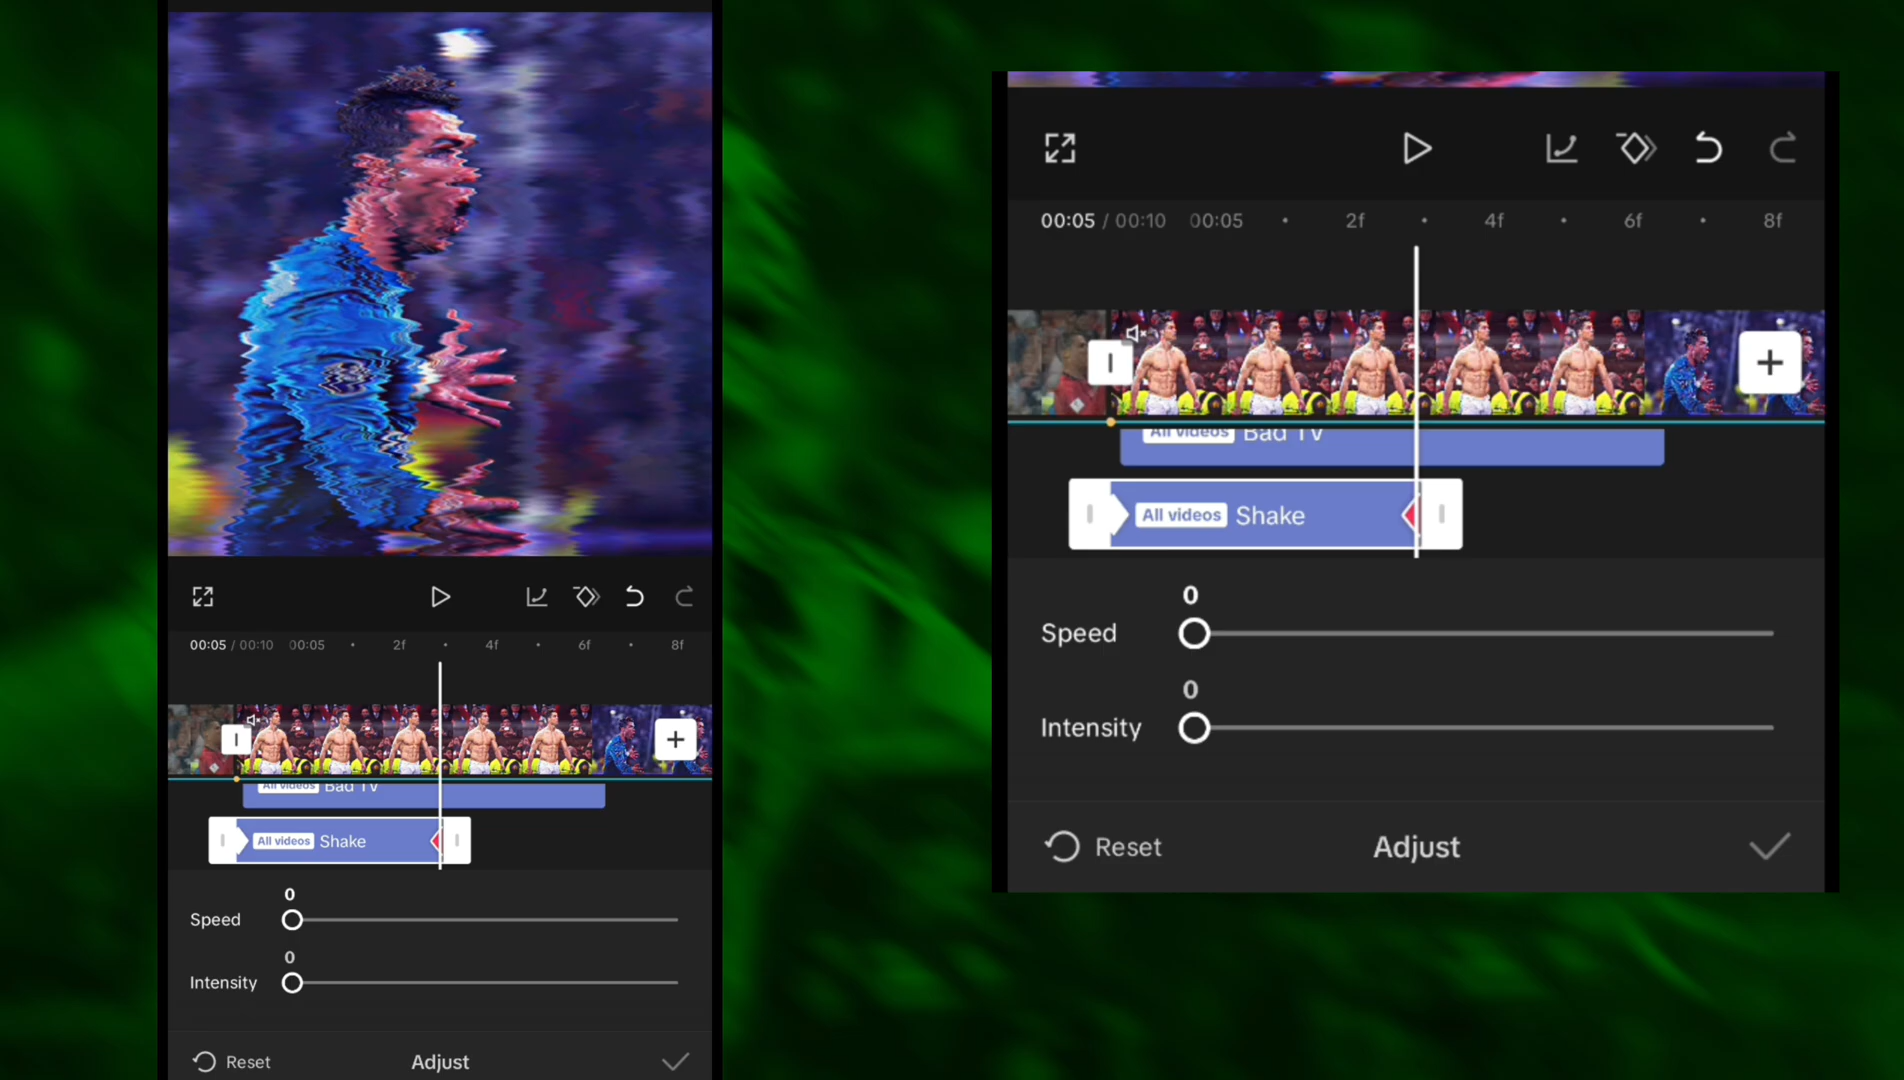 00:05 / 00:10 00:05 2f 4f 6f 8f
All videos Bad TV
All videos Shake
0
Speed
0
Intensity
Reset Adjust
00:05 / 00:10 00:05 2f 4f 6f 8f
All videos Bad TV
All videos Shake
0
Speed
0
Intensity
Reset Adjust